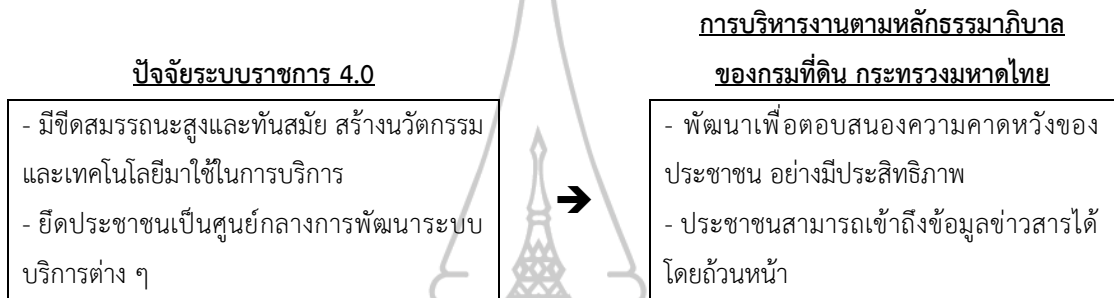 ปัจจัยระบบราชการ 4.0
- มีขีดสมรรถนะสูงและทันสมัย สร้างนวัตกรรม
และเทคโนโลยีมาใช้ในการบริการ
- ยึดประชาชนเป็นศูนย์กลางการพัฒนาระบบ
บริการต่าง ๆ
➔
การบริหารงานตามหลักธรรมาภิบาล
ของกรมที่ดิน กระทรวงมหาดไทย
- พัฒนาเพื่อตอบสนองความคาดหวังของ
ประชาชน อย่างมีประสิทธิภาพ
- ประชาชนสามารถเข้าถึงข้อมูลข่าวสารได้
โดยถ้วนหน้า